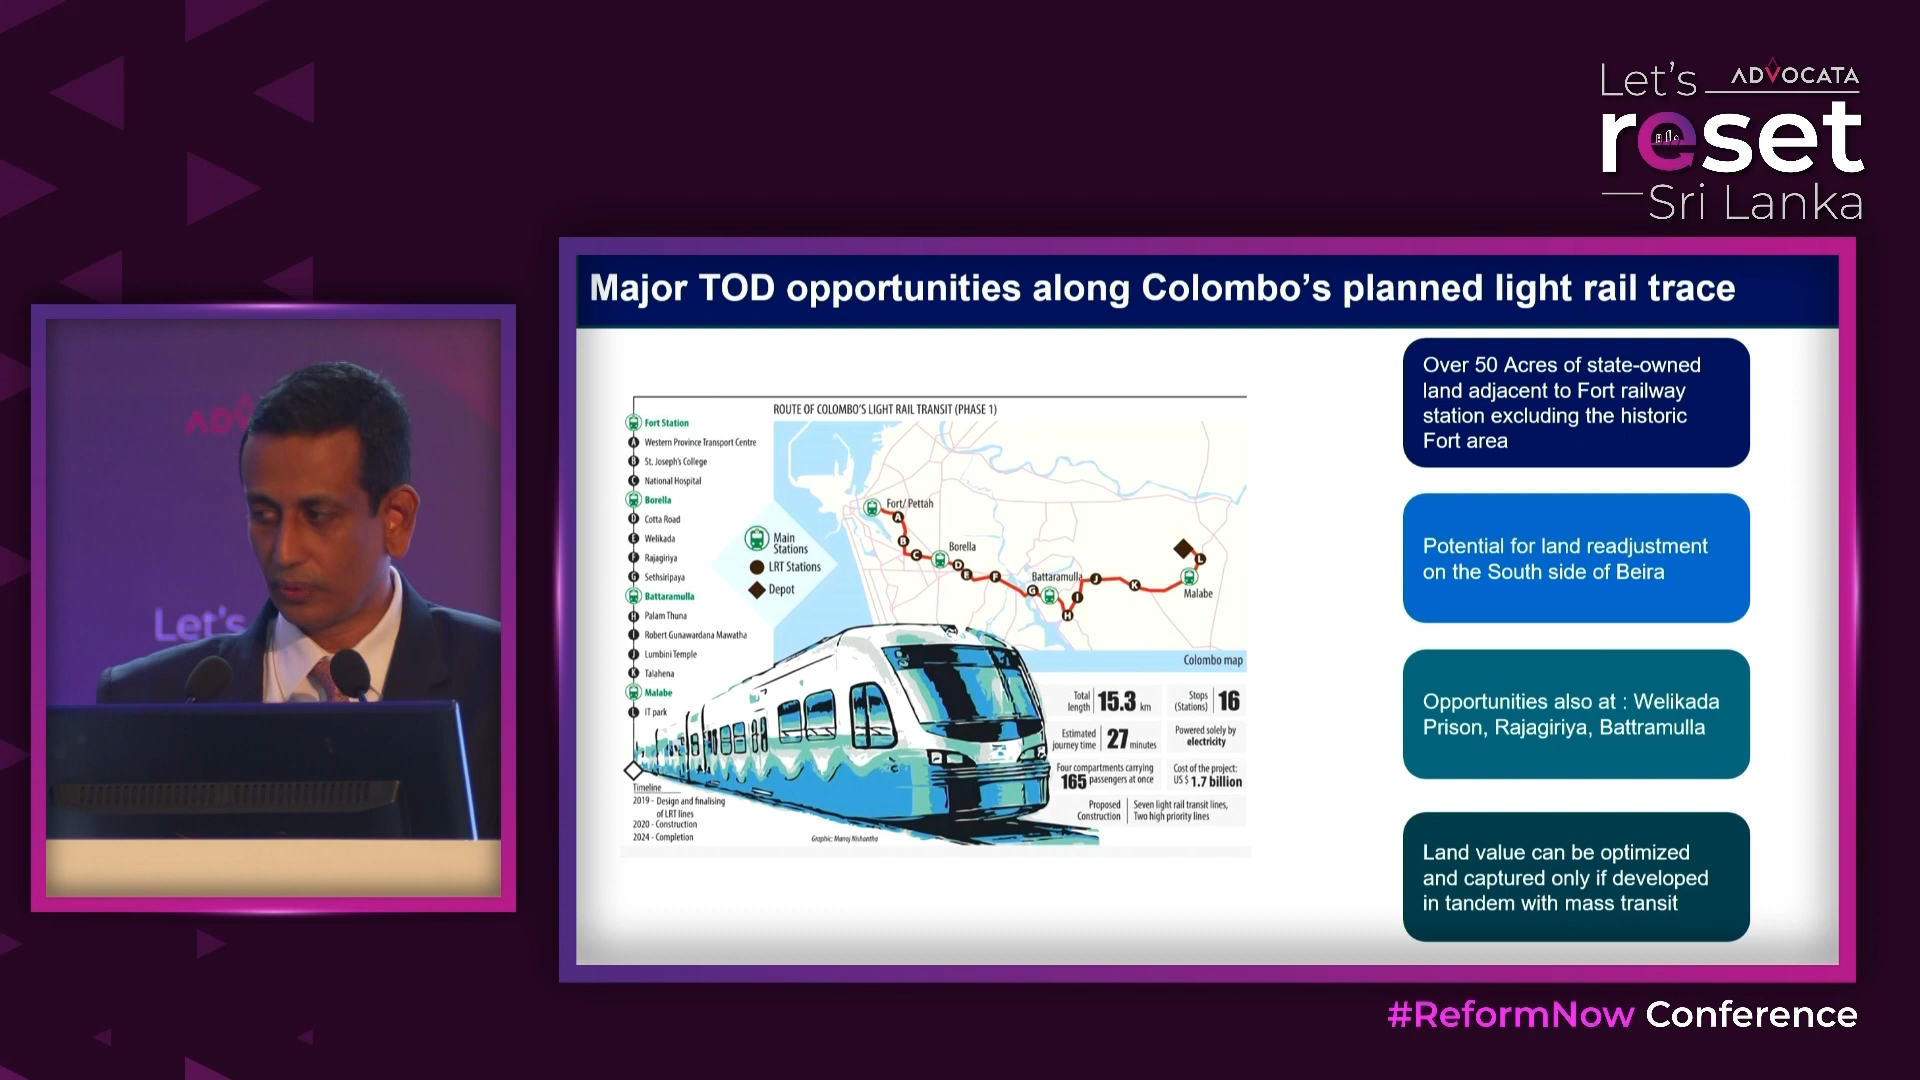 Let's ADVOCATA
reset
Sri Lanka
Major TOD opportunities along Colombo's planned light rail trace
ROUTE OF COLOMBO'S LIGHT RAIL TRANSIT (PHASE 1)
Fort Station
A Western Province Transport Centre
B St. Joseph's College
C National Hospital
Borella
D Cotta Road
E Welikada
F Rajagiriya
G Sethsiripaya
Battaramulla
H Palam Thuna
I Robert Gunawardana Mawatha
J Lumbini Temple
K Talahena
Malabe
L IT park
Timeline
2019 - Design and finalising
of LRT lines
2020 - Construction
2024 - Completion
Main
Stations
LRT Stations
Depot
Fort/ Pettah
A
B
C
Borella
D
E
F
G
Battaramulla
H
I
J
K
L
Malabe
Colombo map
Total
length 15.3 km
Stops
(Stations) 16
Estimated
journey time 27 minutes
Powered solely by
electricity
Four compartments carrying
165 passengers at once
Cost of the project:
US $ 1.7 billion
Proposed
Construction
Seven light rail transit lines,
Two high priority lines
Graphic: Manoj Nishantha
Over 50 Acres of state-owned
land adjacent to Fort railway
station excluding the historic
Fort area
Potential for land readjustment
on the South side of Beira
Opportunities also at : Welikada
Prison, Rajagiriya, Battramulla
Land value can be optimized
and captured only if developed
in tandem with mass transit
ADV
Let's
#ReformNow Conference